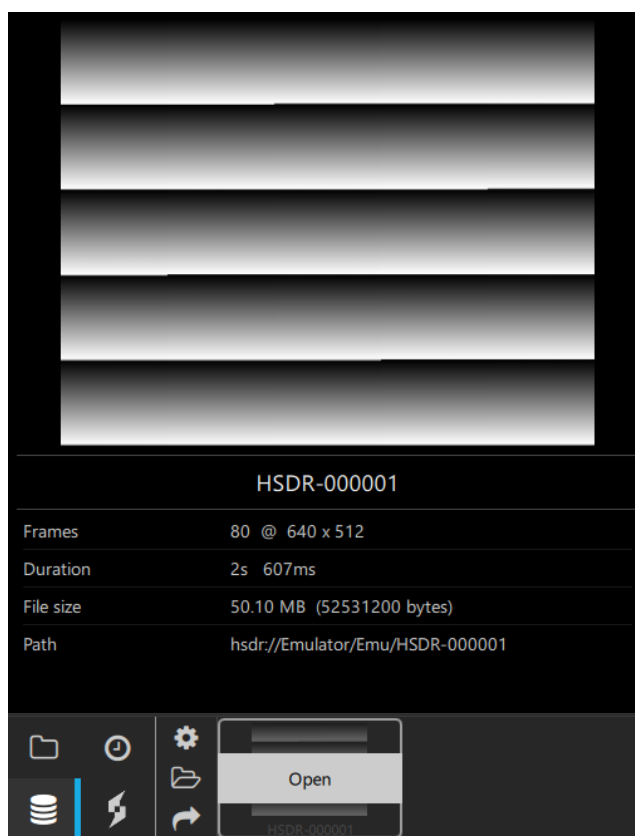 HSDR-000001
Frames 80 @ 640 x 512
Duration 2s 607ms
File size 50.10 MB (52531200 bytes)
Path hsdr://Emulator/Emu/HSDR-000001
Open
HSDR-000001